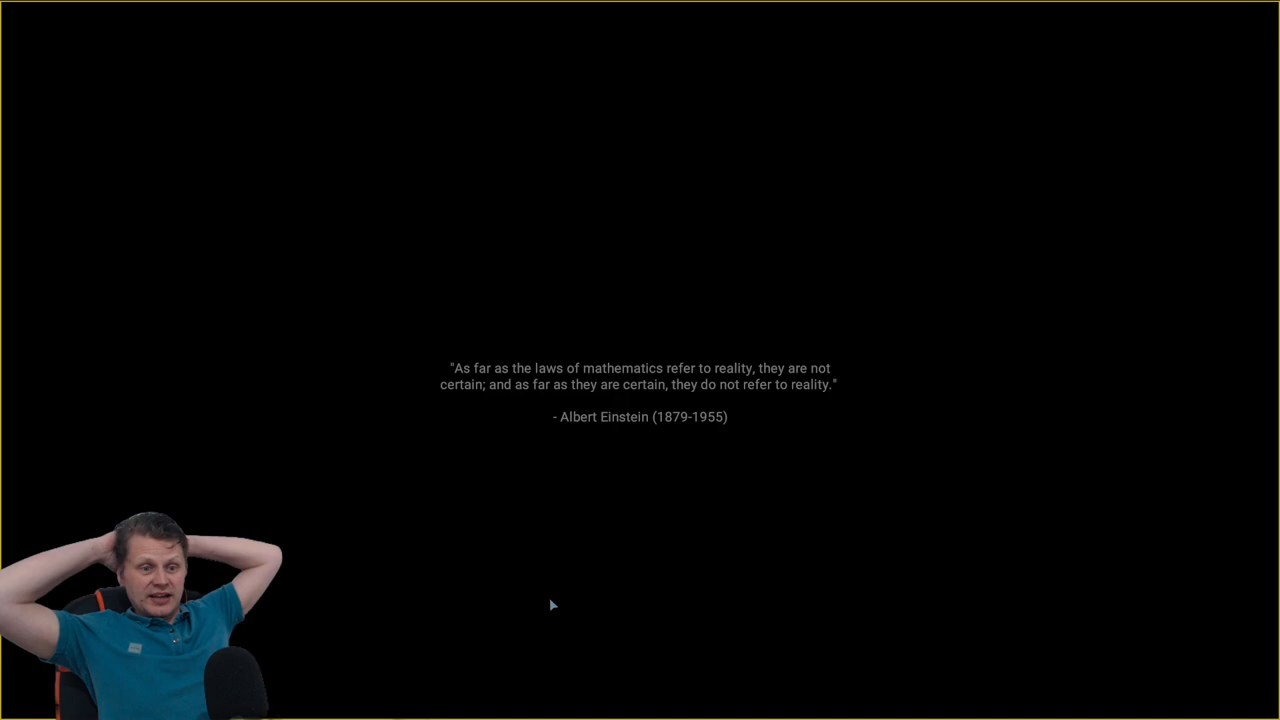 "As far as the laws of mathematics refer to reality, they are not
certain; and as far as they are certain, they do not refer to reality."
- Albert Einstein (1879-1955)